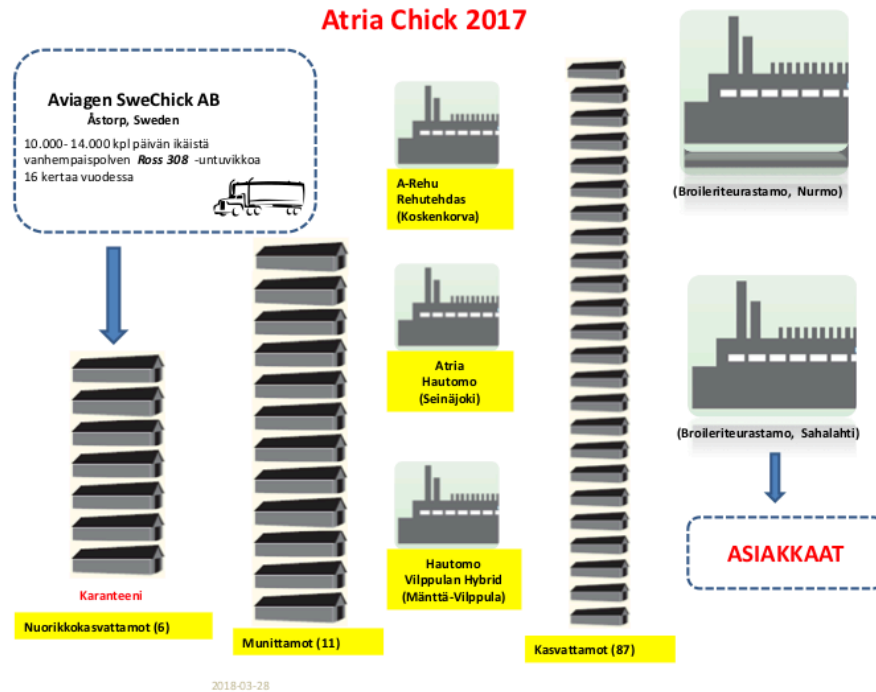 Atria Chick 2017
Aviagen SweChick AB
Åstorp, Sweden
10.000- 14.000 kpl päivän ikäistä
vanhempaispolven Ross 308 -untuvikkoa
16 kertaa vuodessa
Karanteeni
Nuorikkokasvattamot (6)
Munittamot (11)
A-Rehu
Rehutehdas
(Koskenkorva)
Atria
Hautomo
(Seinäjoki)
Hautomo
Vilppulan Hybrid
(Mänttä-Vilppula)
Kasvattamot (87)
(Broileriteurastamo, Nurmo)
(Broileriteurastamo, Sahalahti)
ASIAKKAAT
2018-03-28